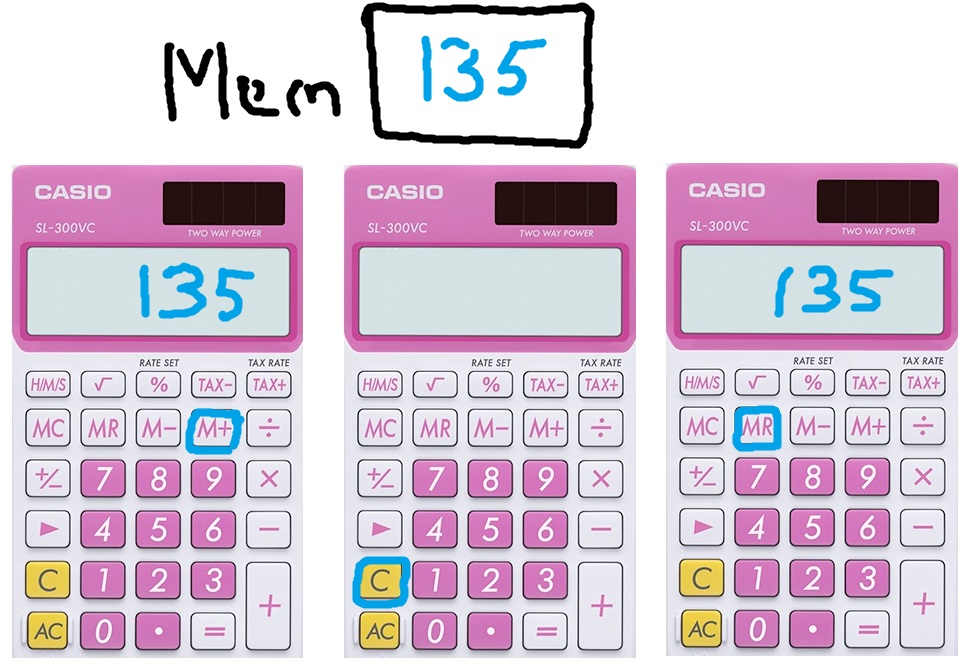 Mem 135
CASIO CASIO CASIO
SL-300VC SL-300VC SL-300VC
TWO WAY POWER TWO WAY POWER TWO WAY POWER
135 135
RATE SET TAX RATE RATE SET TAX RATE RATE SET TAX RATE
H/M/S √ % TAX− TAX+ H/M/S √ % TAX− TAX+ H/M/S √ % TAX− TAX+
MC MR M− M+ ÷ MC MR M− M+ ÷ MC MR M− M+ ÷
+/− 7 8 9 × +/− 7 8 9 × +/− 7 8 9 ×
▶ 4 5 6 − ▶ 4 5 6 − ▶ 4 5 6 −
C 1 2 3 + C 1 2 3 + C 1 2 3 +
AC 0 · = AC 0 · = AC 0 · =